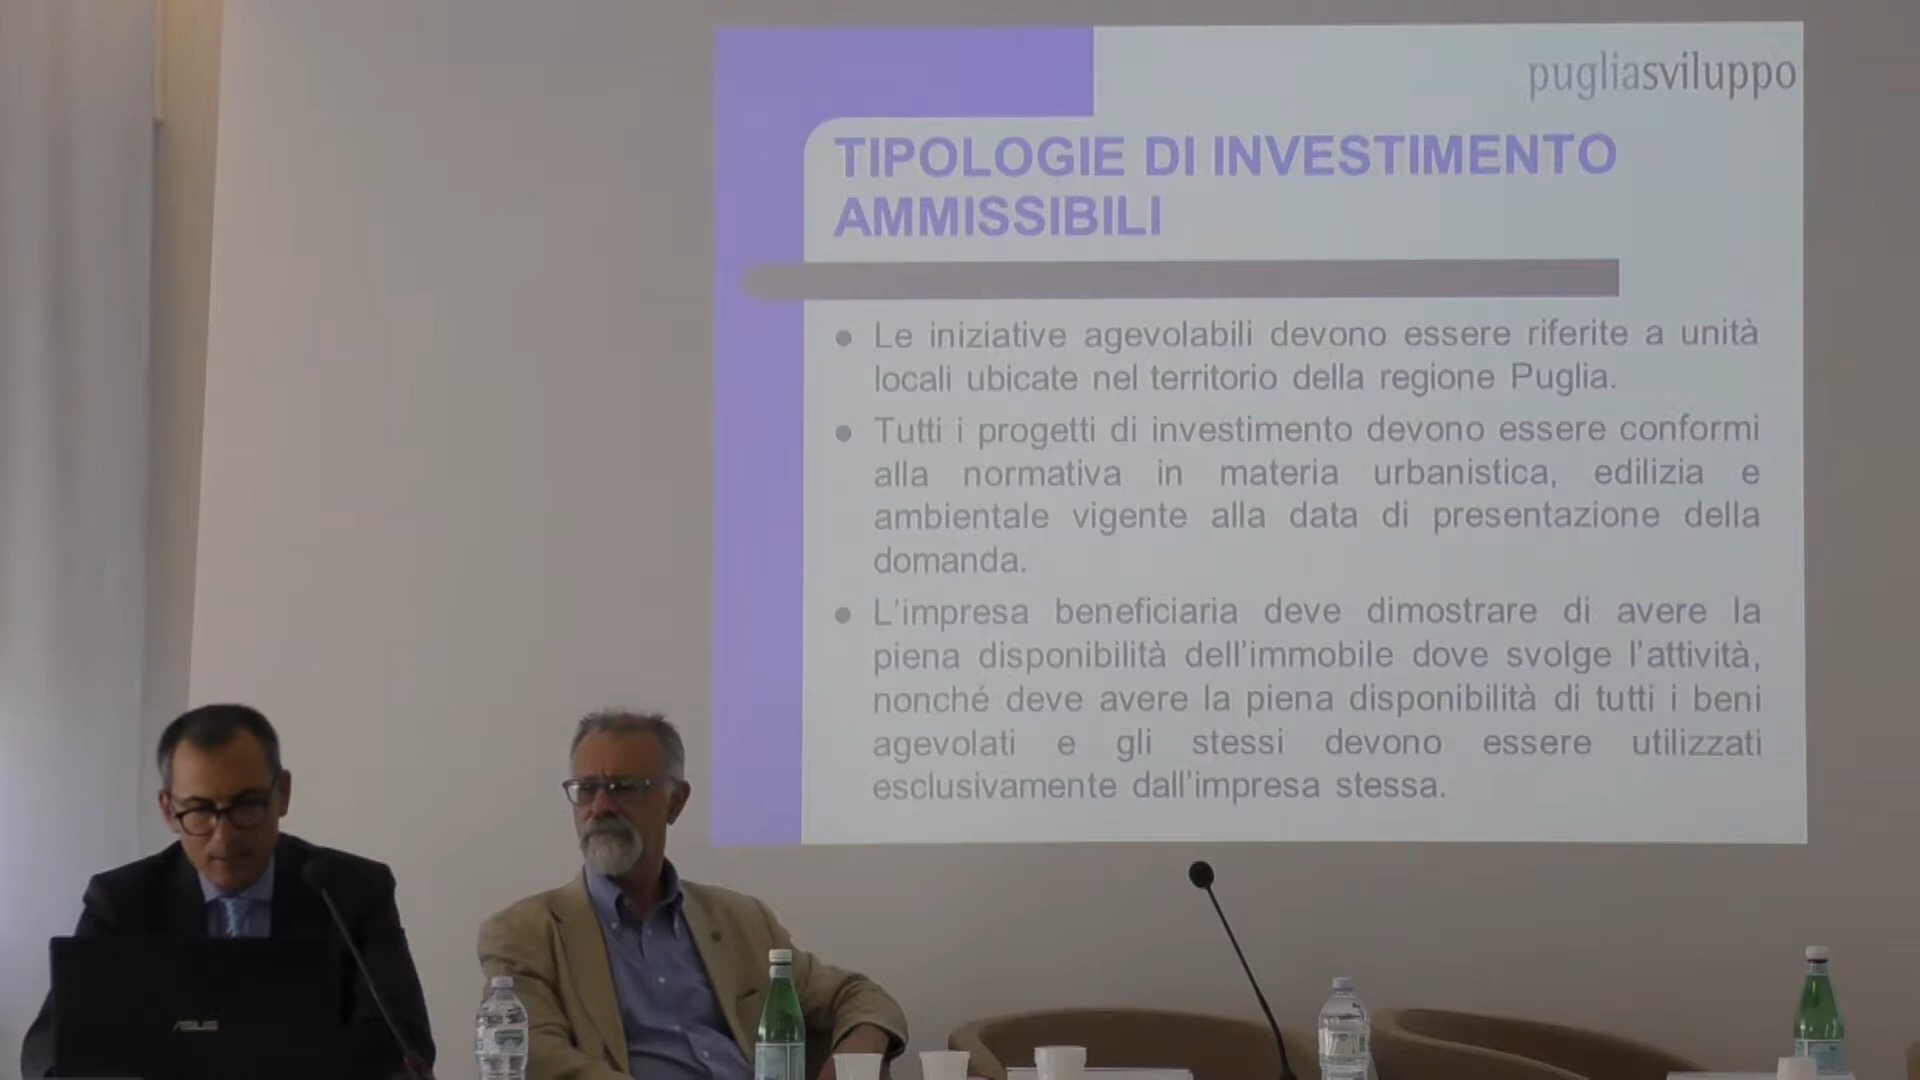 pugliasviluppo
TIPOLOGIE DI INVESTIMENTO
AMMISSIBILI
● Le iniziative agevolabili devono essere riferite a unità
locali ubicate nel territorio della regione Puglia.
● Tutti i progetti di investimento devono essere conformi
alla normativa in materia urbanistica, edilizia e
ambientale vigente alla data di presentazione della
domanda.
● L'impresa beneficiaria deve dimostrare di avere la
piena disponibilità dell'immobile dove svolge l'attività,
nonché deve avere la piena disponibilità di tutti i beni
agevolati e gli stessi devono essere utilizzati
esclusivamente dall'impresa stessa.
ASUS